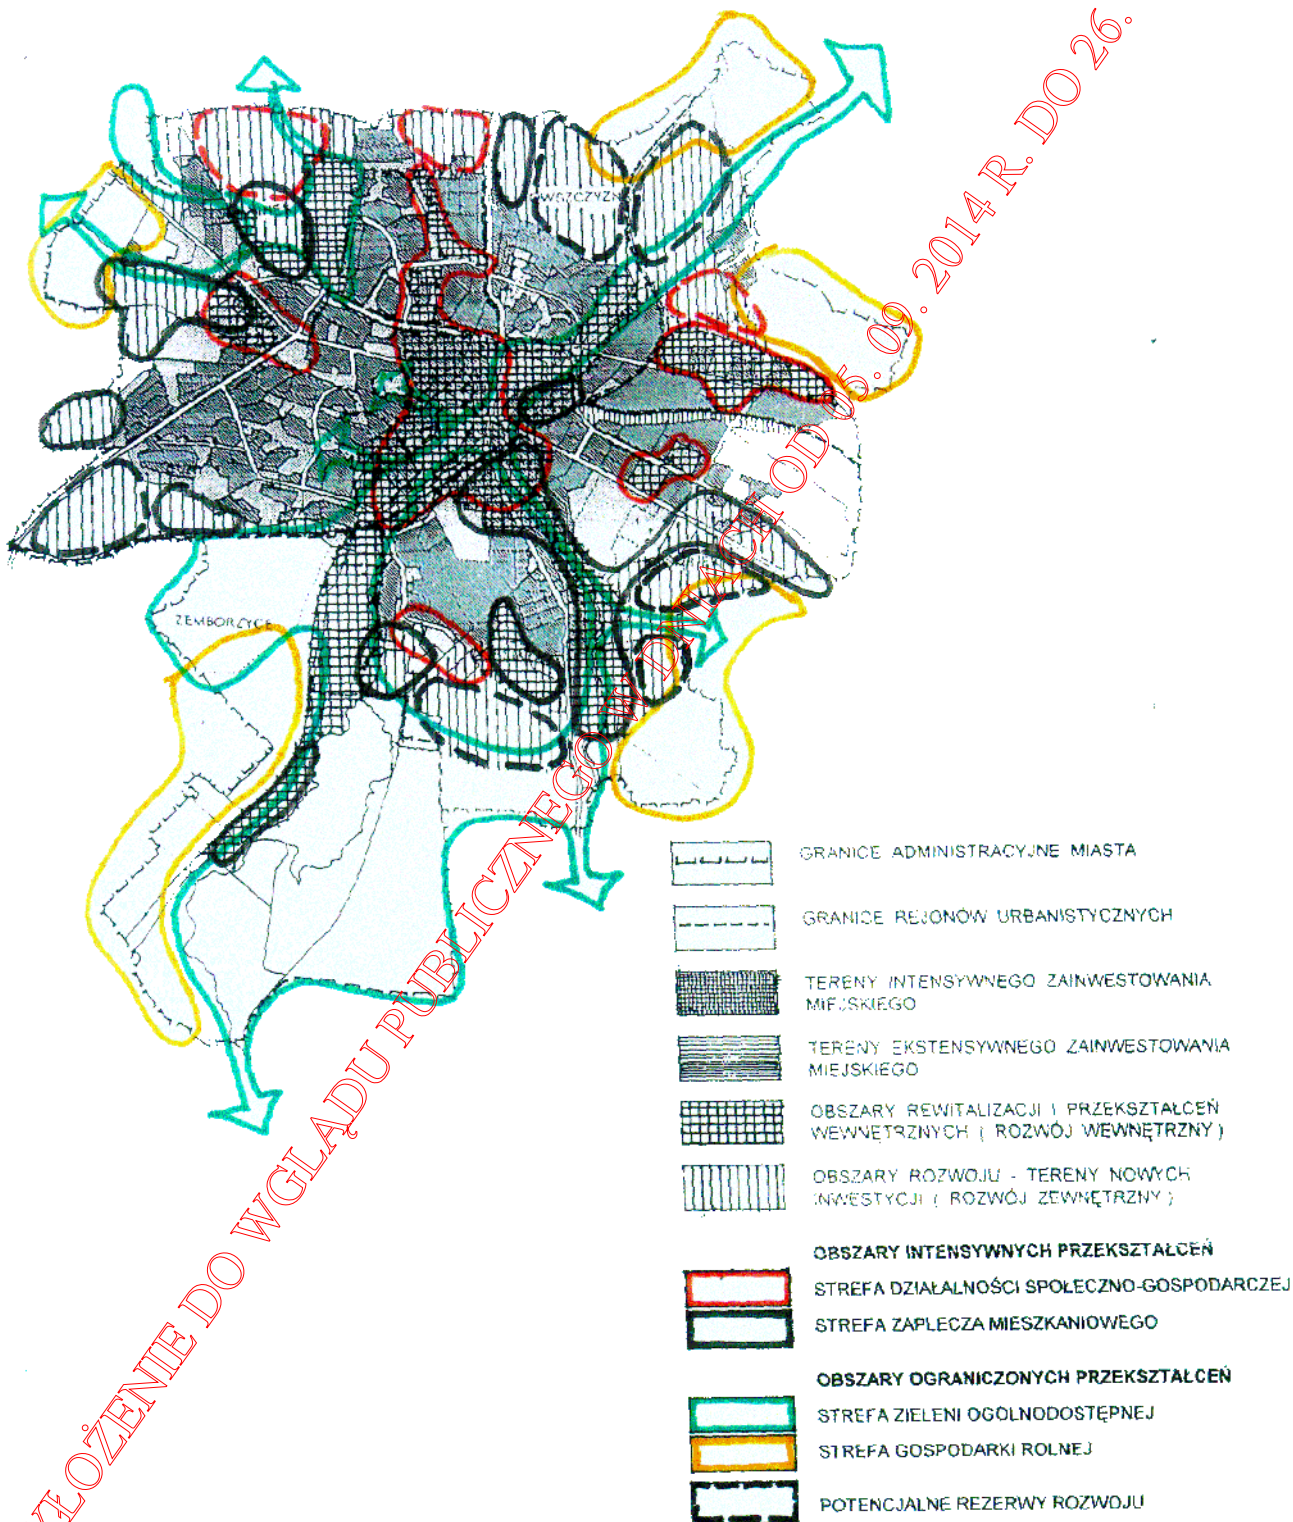 WSZCZYZN
ZEMBORZYCE
GRANICE ADMINISTRACYJNE MIASTA
GRANICE REJONÓW URBANISTYCZNYCH
TERENY INTENSYWNEGO ZAINWESTOWANIA
MIEJSKIEGO
TERENY EKSTENSYWNEGO ZAINWESTOWANIA
MIEJSKIEGO
OBSZARY REWITALIZACJI I PRZEKSZTAŁCEŃ
WEWNĘTRZNYCH ( ROZWÓJ WEWNĘTRZNY )
OBSZARY ROZWOJU - TERENY NOWYCH
INWESTYCJI ( ROZWÓJ ZEWNĘTRZNY )
OBSZARY INTENSYWNYCH PRZEKSZTAŁCEŃ
STREFA DZIAŁALNOŚCI SPOŁECZNO-GOSPODARCZEJ
STREFA ZAPLECZA MIESZKANIOWEGO
OBSZARY OGRANICZONYCH PRZEKSZTAŁCEŃ
STREFA ZIELENI OGÓLNODOSTĘPNEJ
STREFA GOSPODARKI ROLNEJ
POTENCJALNE REZERWY ROZWOJU
YŁOŻENIE DO WGLĄDU PUBLICZNEGO W DNIACH OD 05. 09. 2014 R. DO 26.